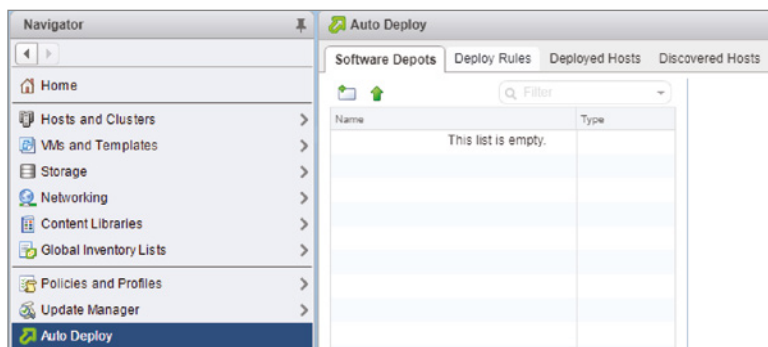 Navigator
Auto Deploy
Software Depots Deploy Rules Deployed Hosts Discovered Hosts
Home
Filter
Hosts and Clusters
Name Type
VMs and Templates
This list is empty.
Storage
Networking
Content Libraries
Global Inventory Lists
Policies and Profiles
Update Manager
Auto Deploy